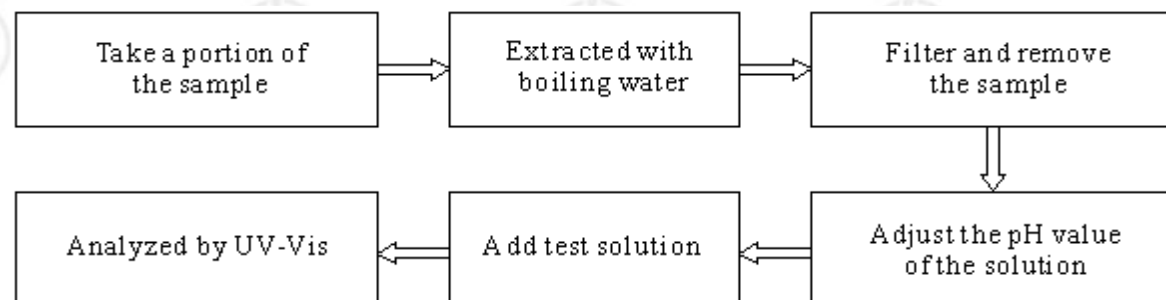 Take a portion of
the sample
Extracted with
boiling water
Filter and remove
the sample
Adjust the pH value
of the solution
Add test solution
Analyzed by UV-Vis